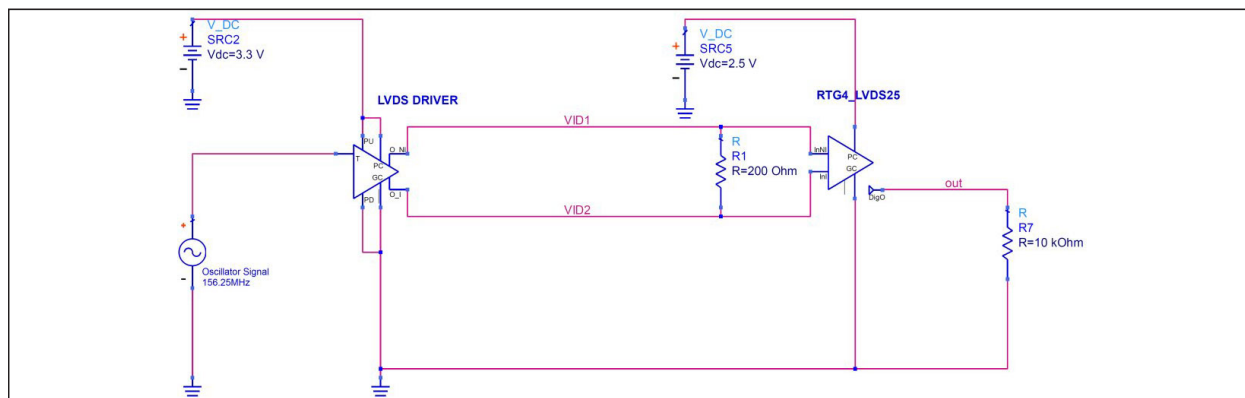 V_DC
SRC2
Vdc=3.3 V
V_DC
SRC5
Vdc=2.5 V
LVDS DRIVER
RTG4_LVDS25
VID1
PU
O_Ni
T
PC
GC
PD
O_I
R
R1
R=200 Ohm
InNI
InI
PC
GC
DigO
out
VID2
R
R7
R=10 kOhm
Oscillator Signal
156.25MHz
+
-
+
-
+
-